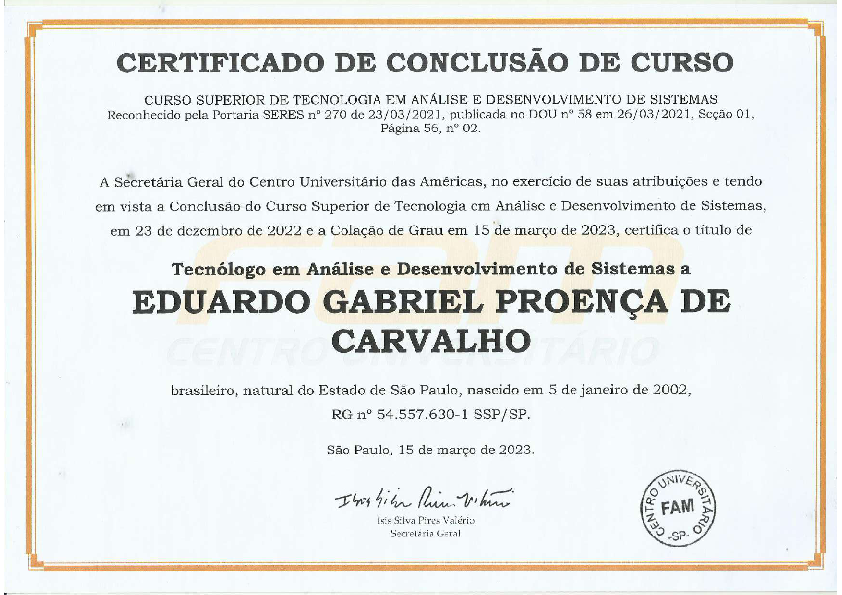 CERTIFICADO DE CONCLUSÃO DE CURSO
CURSO SUPERIOR DE TECNOLOGIA EM ANÁLISE E DESENVOLVIMENTO DE SISTEMAS
Reconhecido pela Portaria SERES nº 270 de 23/03/2021, publicada no DOU nº 58 em 26/03/2021, Seção 01,
Página 56, nº 02.
A Secretária Geral do Centro Universitário das Américas, no exercício de suas atribuições e tendo
em vista a Conclusão do Curso Superior de Tecnologia em Análise e Desenvolvimento de Sistemas,
em 23 de dezembro de 2022 e a Colação de Grau em 15 de março de 2023, certifica o título de
Tecnólogo em Análise e Desenvolvimento de Sistemas a
EDUARDO GABRIEL PROENÇA DE
CARVALHO
FAM
CENTRO UNIVERSITÁRIO
brasileiro, natural do Estado de São Paulo, nascido em 5 de janeiro de 2002,
RG nº 54.557.630-1 SSP/SP.
São Paulo, 15 de março de 2023.
Isis Silva Pires Valério
Secretária Geral
CENTRO UNIVERSITÁRIO
FAM
-SP-